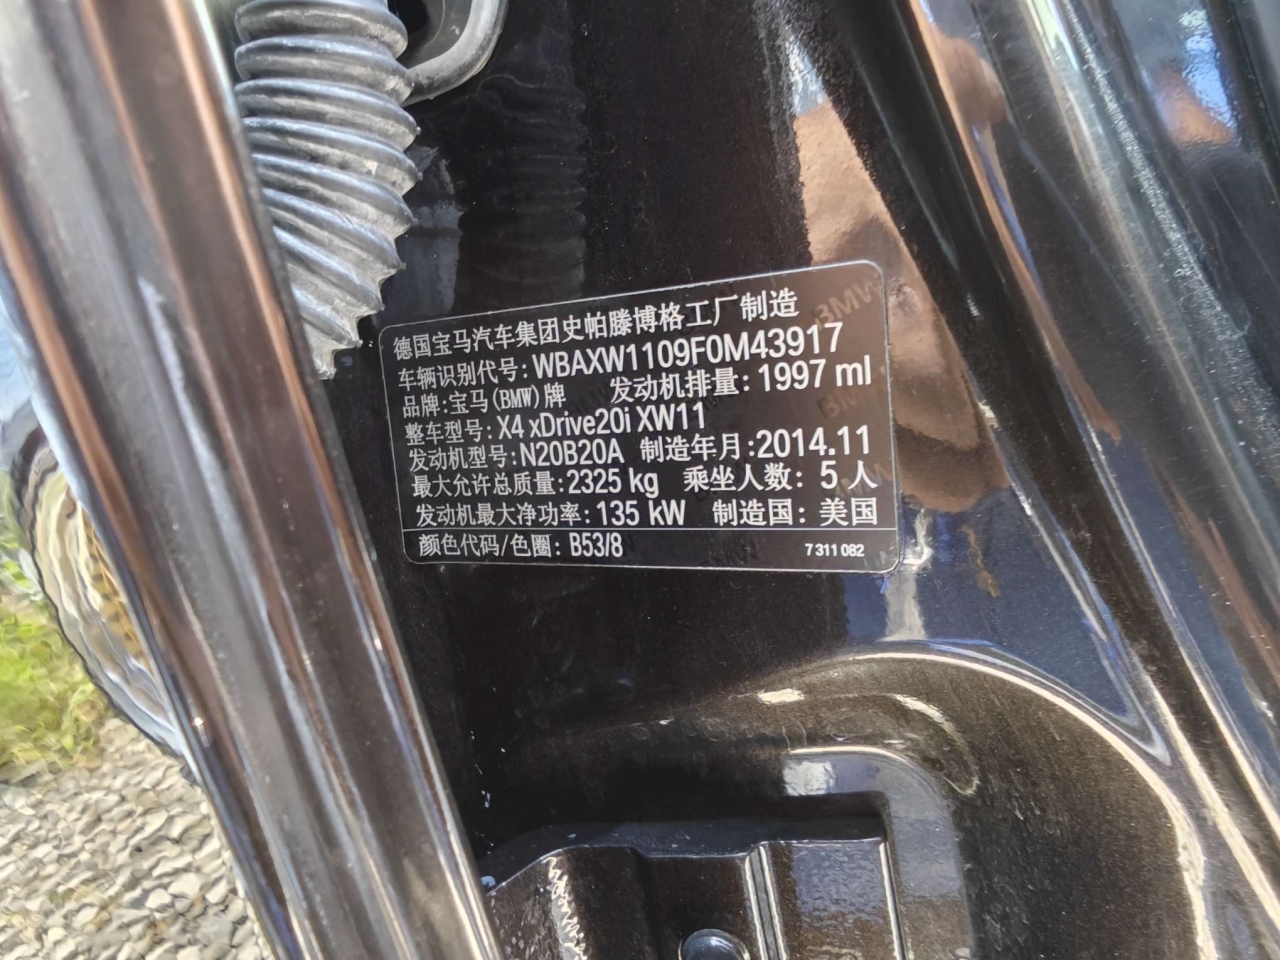 德国宝马汽车集团史帕滕博格工厂制造
车辆识别代号:WBAXW1109F0M43917
品牌:宝马(BMW)牌 发动机排量:1997 ml
整车型号:X4 xDrive20i XW11
发动机型号:N20B20A 制造年月:2014.11
最大允许总质量:2325 kg 乘坐人数:5人
发动机最大净功率:135 kW 制造国:美国
颜色代码/色圈:B53/8 7 311 082